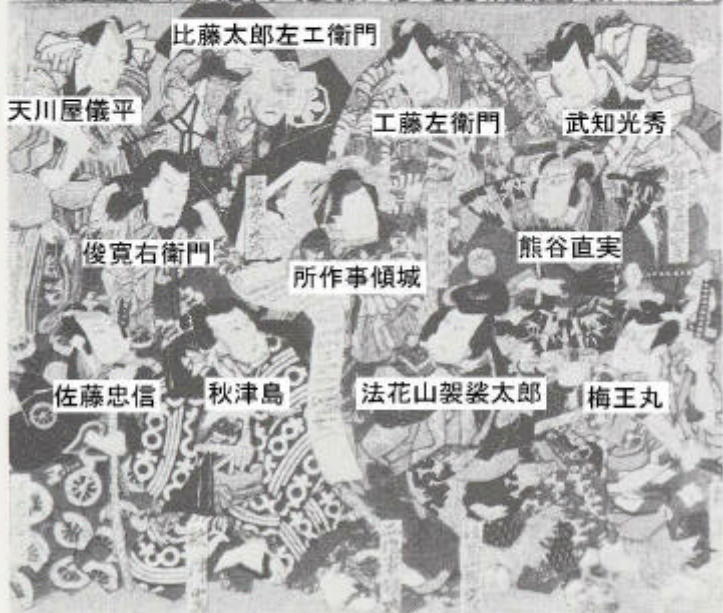 比藤太郎左エ衛門
天川屋儀平
工藤左衛門
武知光秀
俊寛右衛門
所作事傾城
熊谷直実
佐藤忠信
秋津島
法花山袈裟太郎
梅王丸